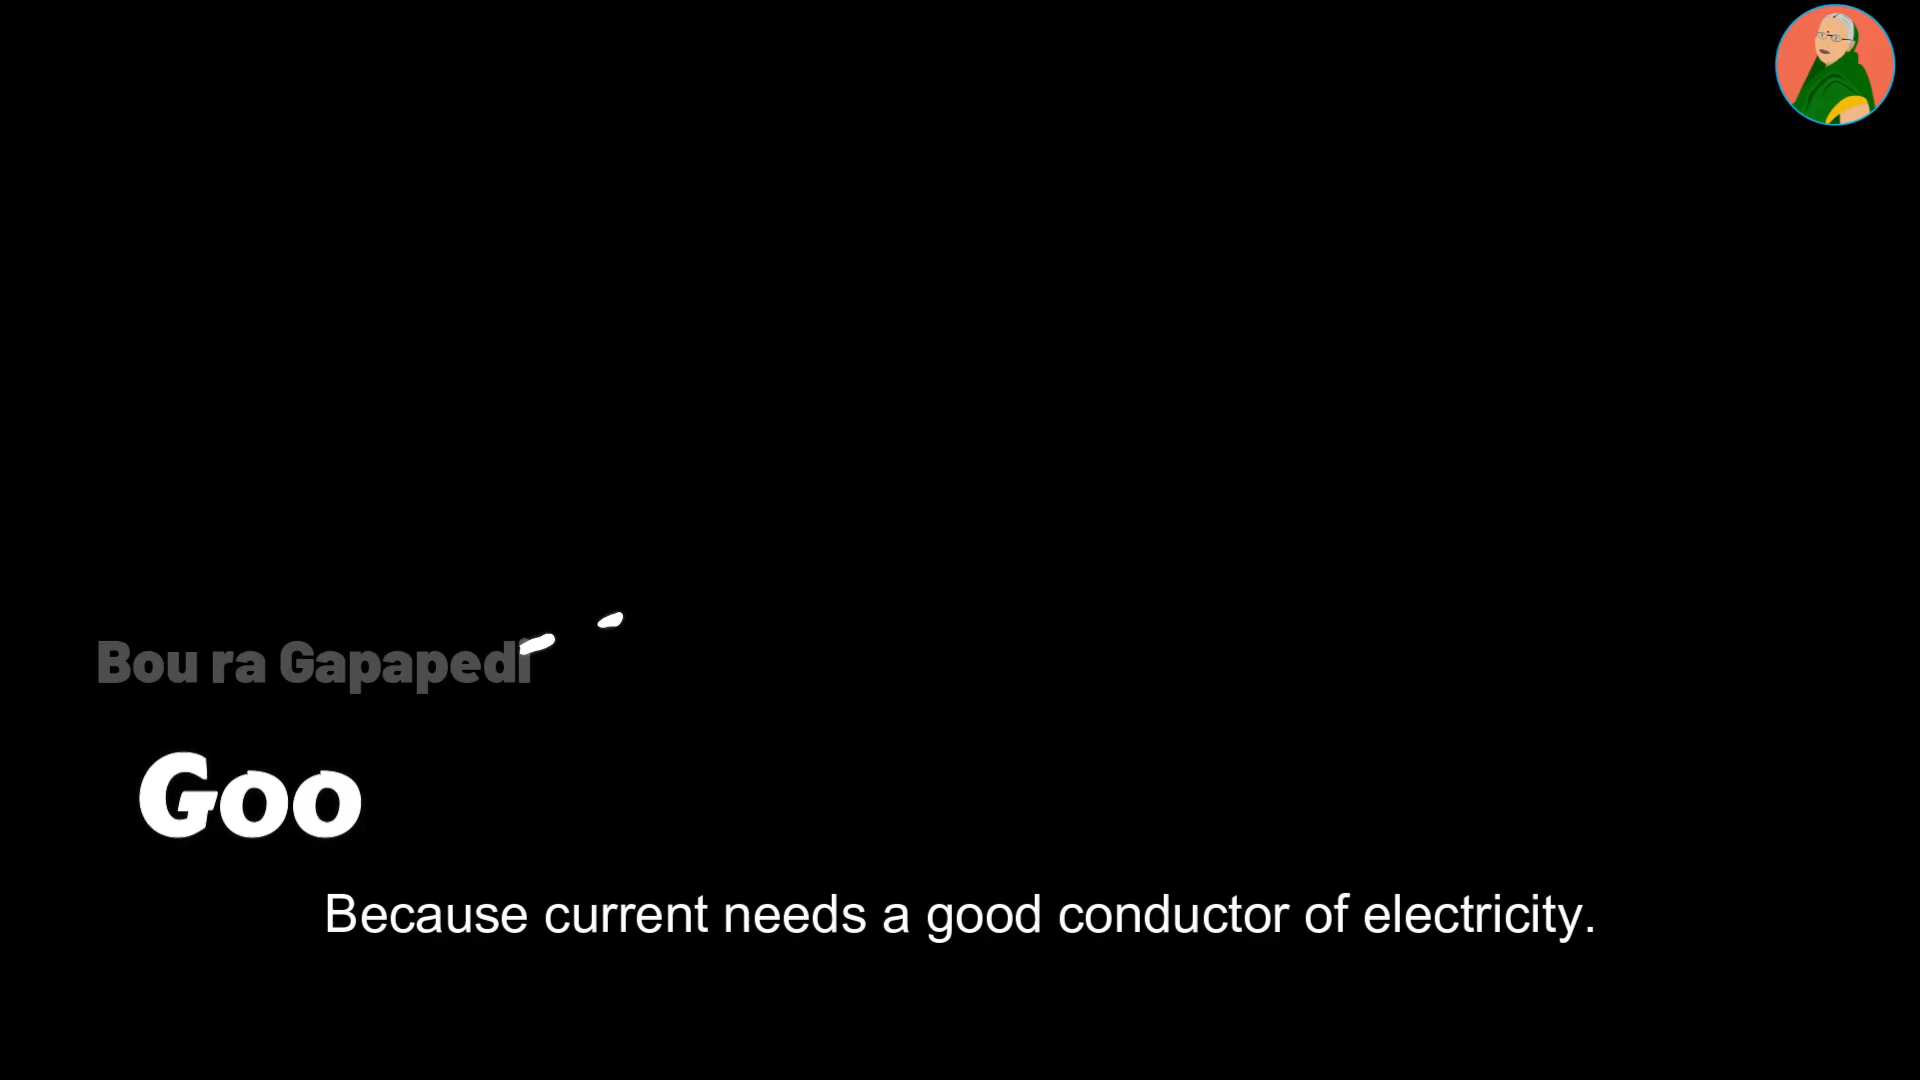 Bou ra Gapapedi
Goo
Because current needs a good conductor of electricity.